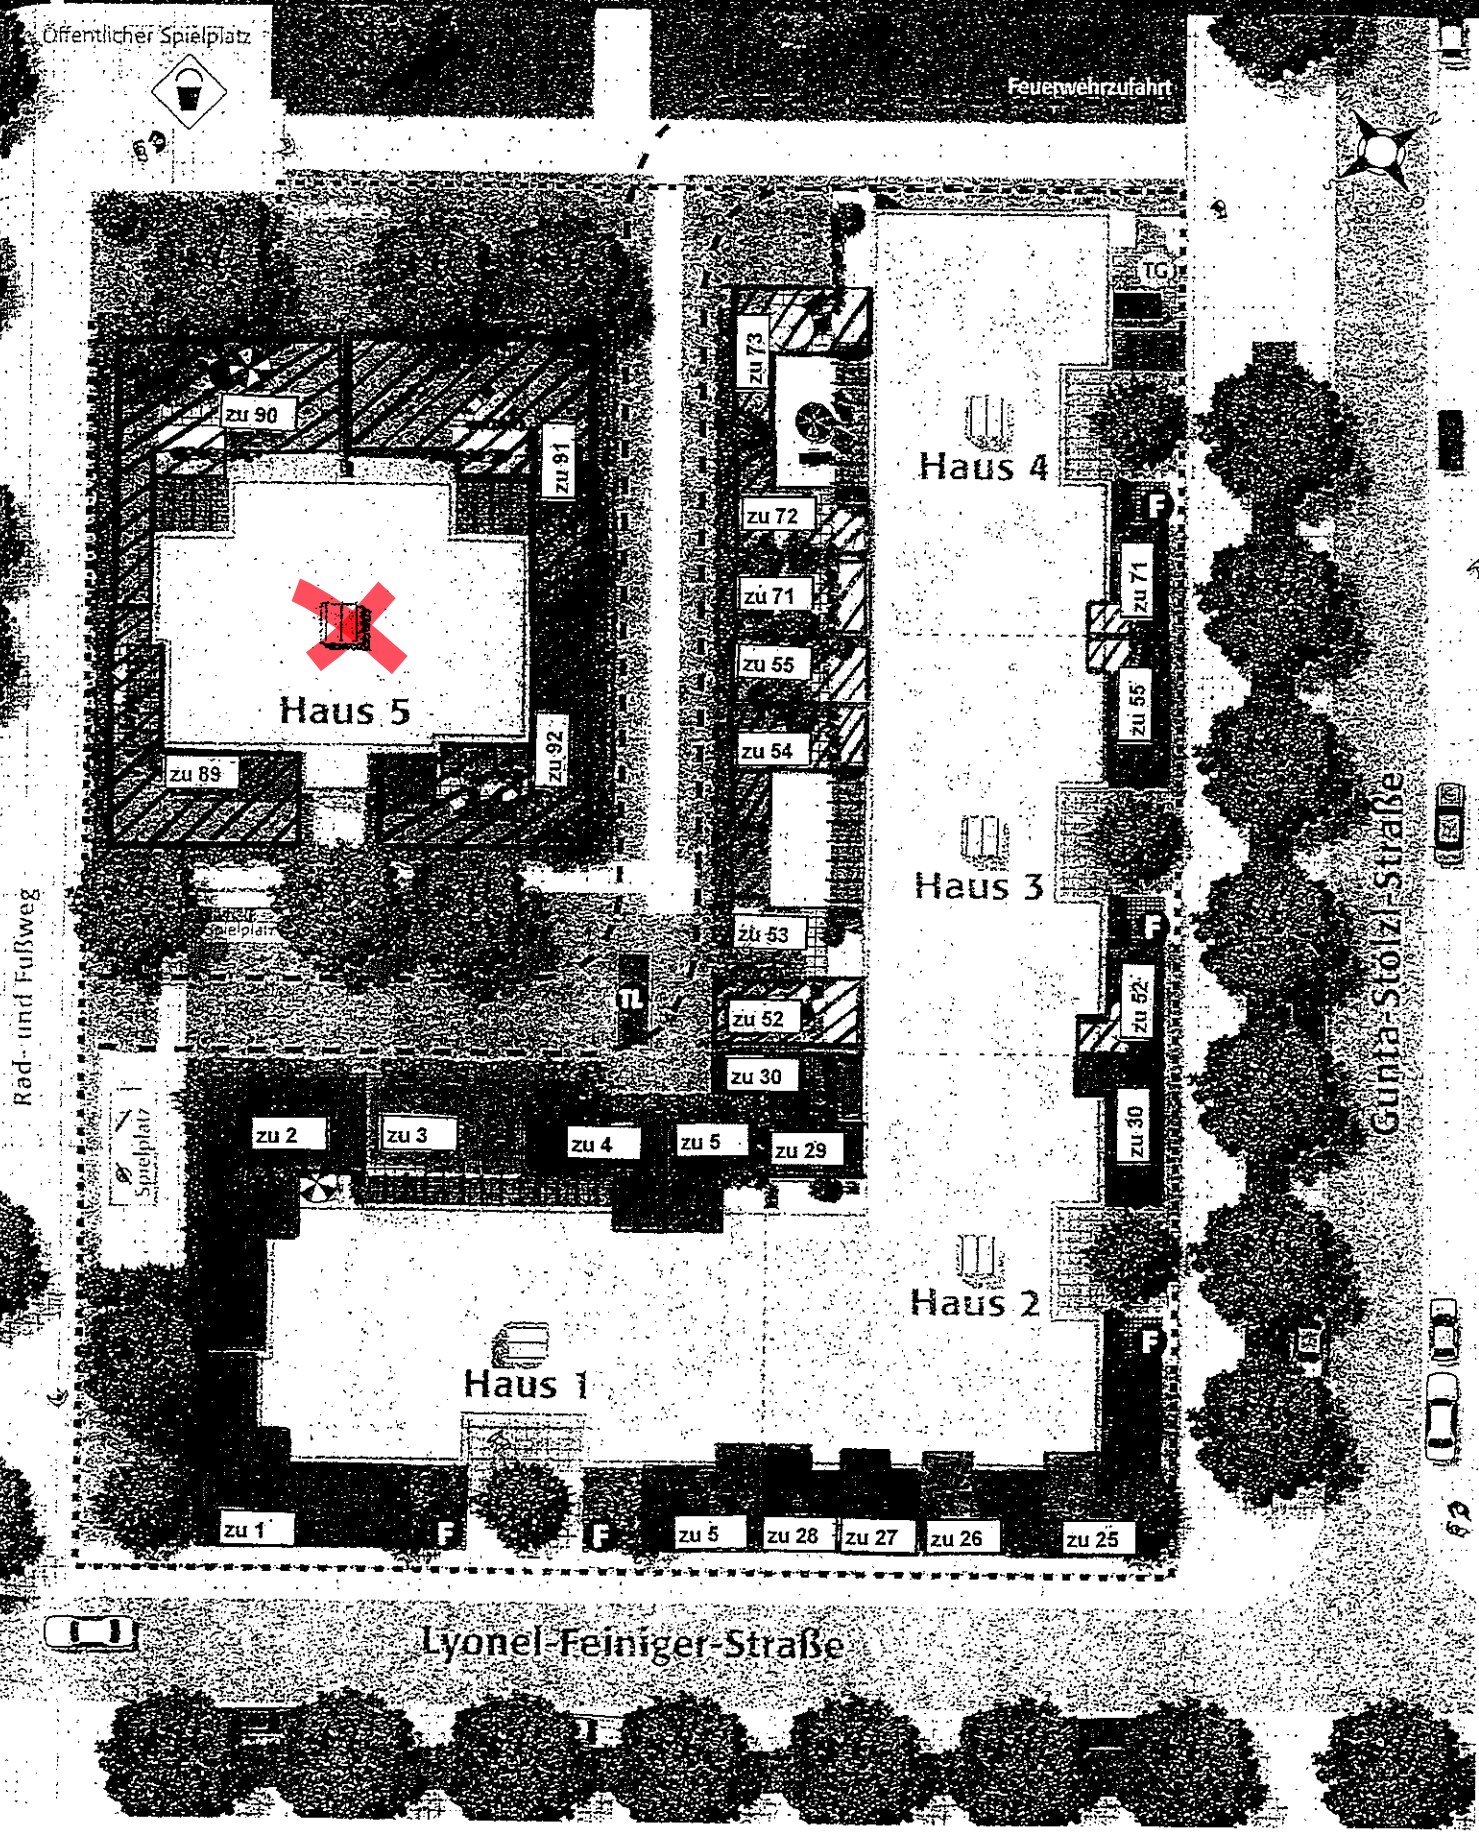 Öffentlicher Spielplatz
Feuerwehrzufahrt
TG
zu 73
zu 90
zu 91
Haus 4
F
zu 72
zu 71
zu 71
zu 55
zu 55
Haus 5
zu 54
zu 92
zu 89
Haus 3
Rad- und Fußweg
Spielplatz
zu 53
F
Gunta-Stölzl-Straße
TL
zu 52
zu 52
zu 30
zu 30
zu 2
zu 3
zu 4
zu 5
zu 29
Spielplatz
Haus 2
F
Haus 1
zu 1
F
F
zu 5
zu 28
zu 27
zu 26
zu 25
Lyonel-Feiniger-Straße